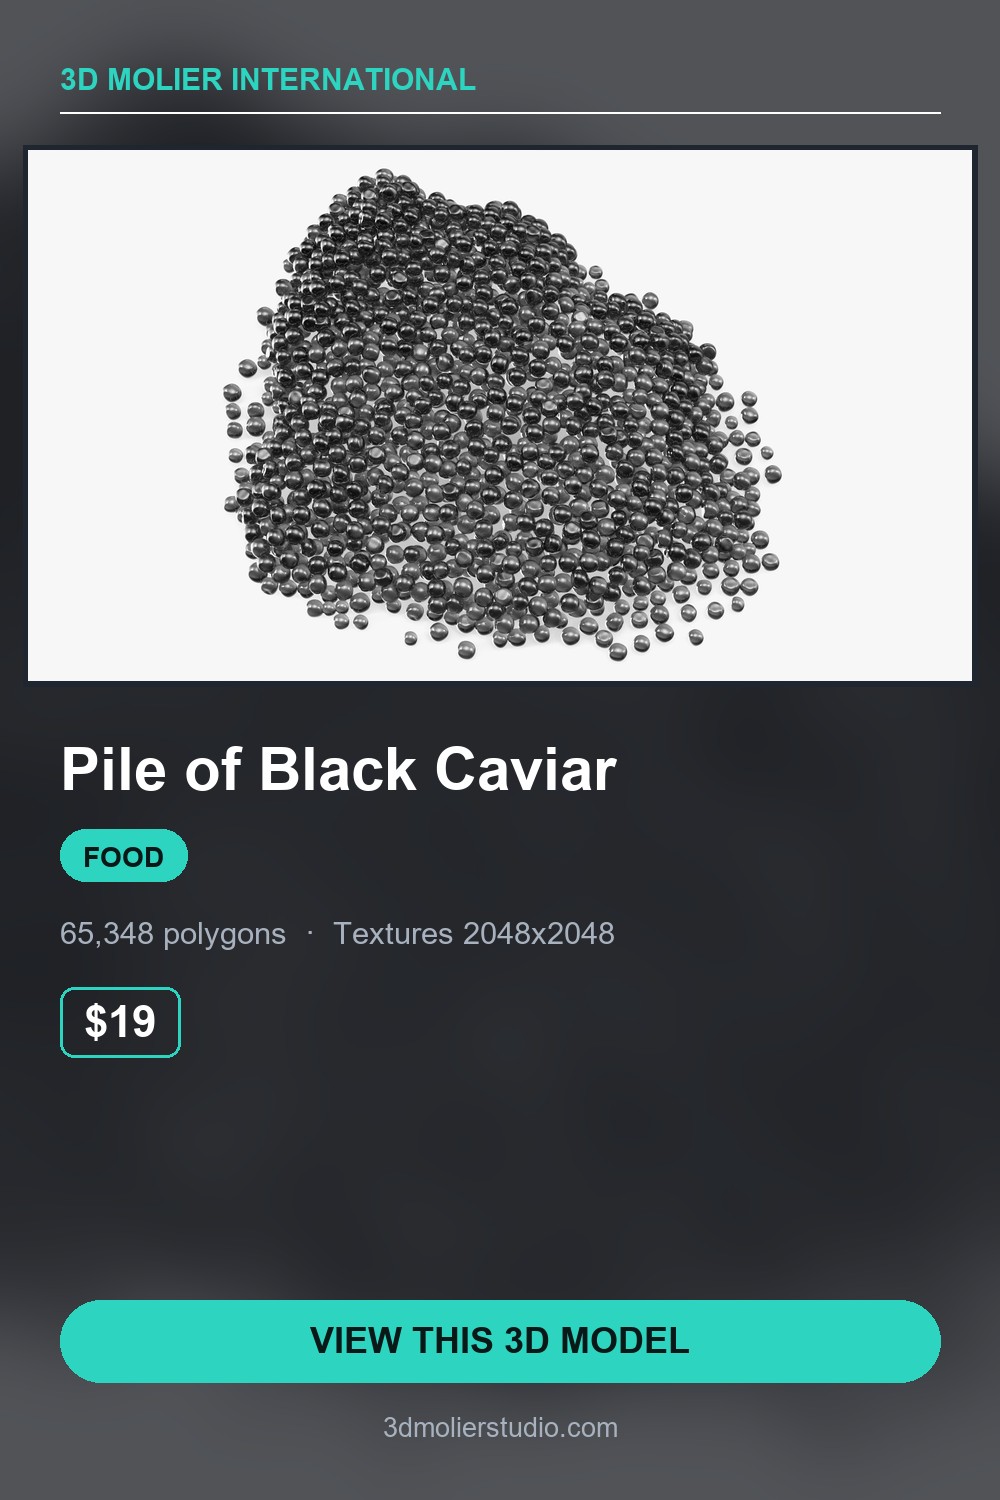 3D MOLIER INTERNATIONAL
Pile of Black Caviar
FOOD
65,348 polygons · Textures 2048x2048
$19
VIEW THIS 3D MODEL
3dmolierstudio.com